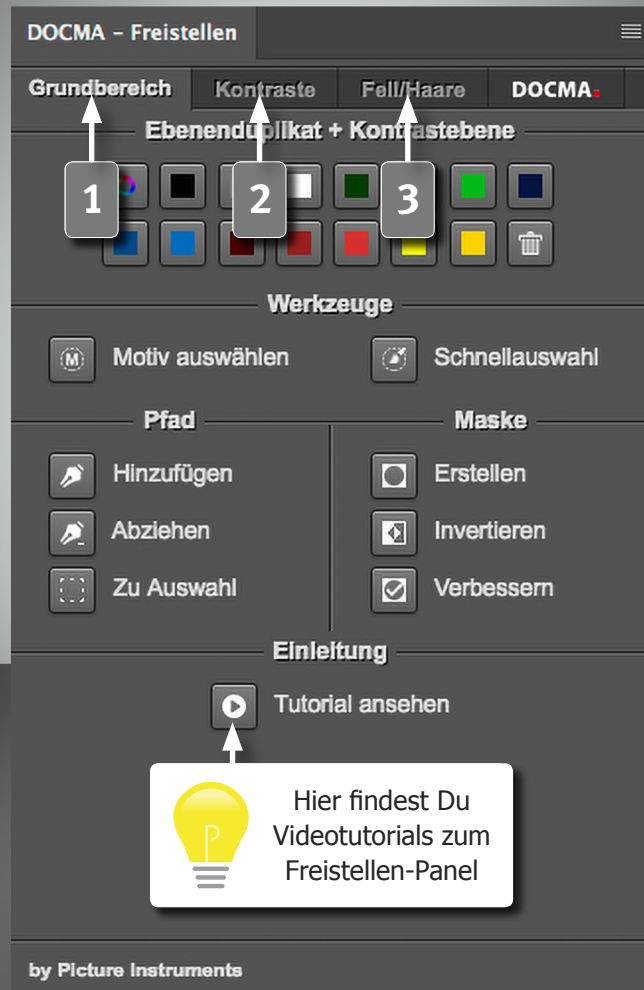 DOCMA – Freistellen
Grundbereich Kontraste Fell/Haare DOCMA
1 2 3
Ebenenduplikat + Kontrastebene
Werkzeuge
M Motiv auswählen Schnellauswahl
Pfad Maske
Hinzufügen Erstellen
Abziehen Invertieren
Zu Auswahl Verbessern
Einleitung
Tutorial ansehen
Hier findest Du
Videotutorials zum
Freistellen-Panel
P
by Picture Instruments